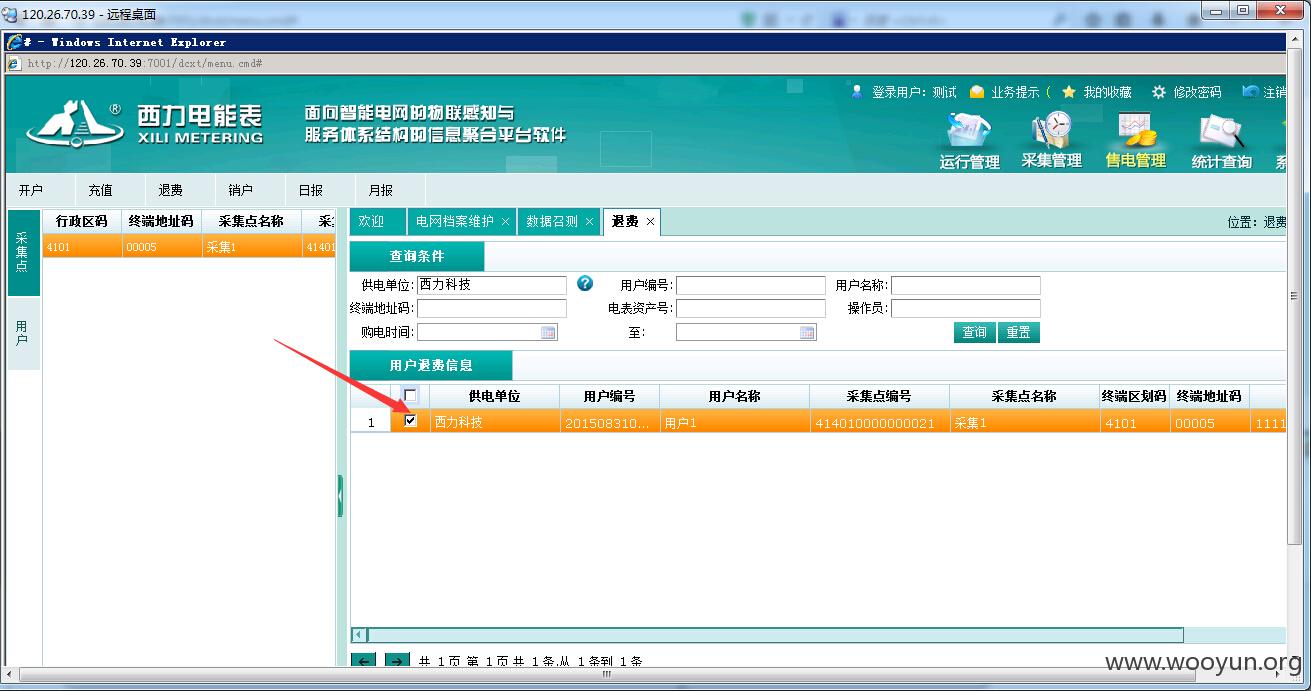 120.26.70.39 - 远程桌面
# - Windows Internet Explorer
http://120.26.70.39:7001/dcxt/menu.cmd#
登录用户: 测试 业务提示 ( 我的收藏 修改密码 注销
西力电能表 ®
XILI METERING
面向智能电网的物联感知与
服务体系结构的信息聚合平台软件
运行管理 采集管理 售电管理 统计查询 系
开户 充值 退费 销户 日报 月报
采集点
用户
行政区码 终端地址码 采集点名称 采
4101 00005 采集1 41401
欢迎 电网档案维护 × 数据召测 × 退费 ×
位置: 退费
查询条件
供电单位: 西力科技 ? 用户编号: 用户名称:
终端地址码: 电表资产号: 操作员:
购电时间: 至: 查询 重置
用户退费信息
供电单位 用户编号 用户名称 采集点编号 采集点名称 终端区划码 终端地址码
1 西力科技 201508310... 用户1 414010000000021 采集1 4101 00005 1111
共 1页 第 1页 共 1条,从 1条到 1条
www.wooyun.org